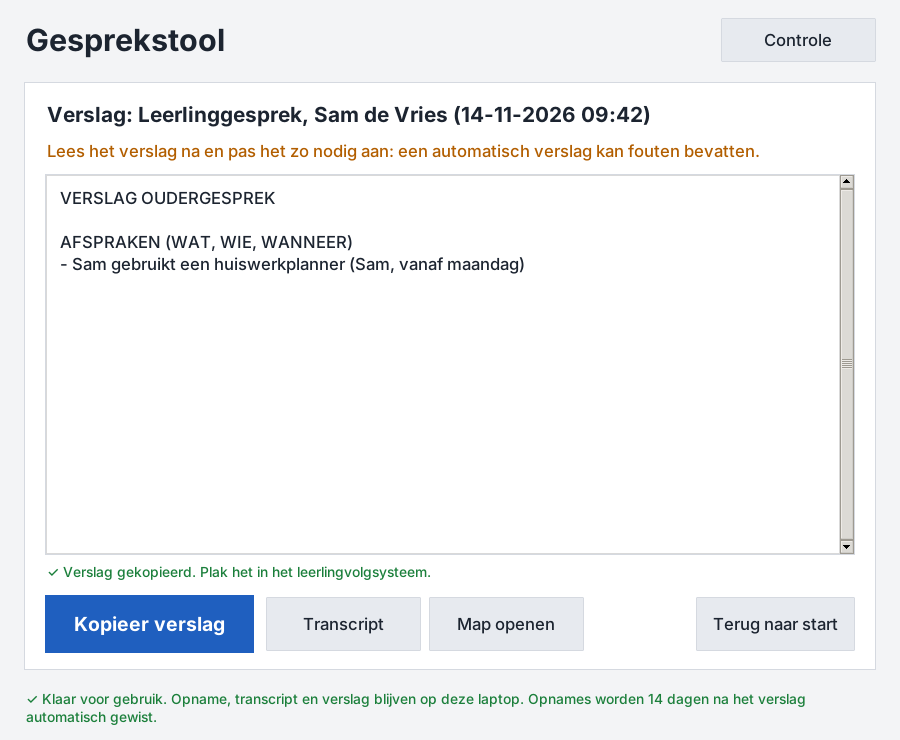 Gesprekstool
Controle
Verslag: Leerlinggesprek, Sam de Vries (14-11-2026 09:42)
Lees het verslag na en pas het zo nodig aan: een automatisch verslag kan fouten bevatten.
VERSLAG OUDERGESPREK
AFSPRAKEN (WAT, WIE, WANNEER)
- Sam gebruikt een huiswerkplanner (Sam, vanaf maandag)
✓ Verslag gekopieerd. Plak het in het leerlingvolgsysteem.
Kopieer verslag
Transcript
Map openen
Terug naar start
✓ Klaar voor gebruik. Opname, transcript en verslag blijven op deze laptop. Opnames worden 14 dagen na het verslag
automatisch gewist.